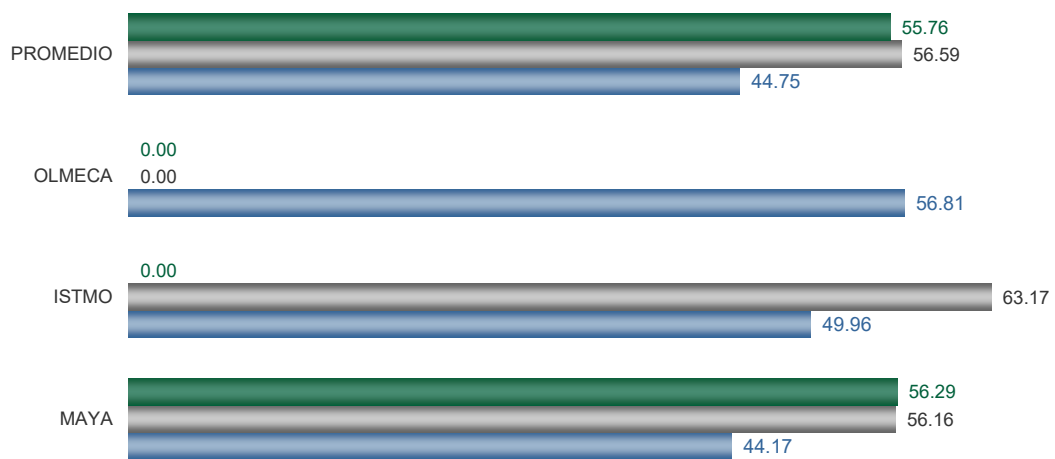 55.76
PROMEDIO 56.59
44.75
0.00
OLMECA 0.00
56.81
0.00
ISTMO 63.17
49.96
56.29
MAYA 56.16
44.17